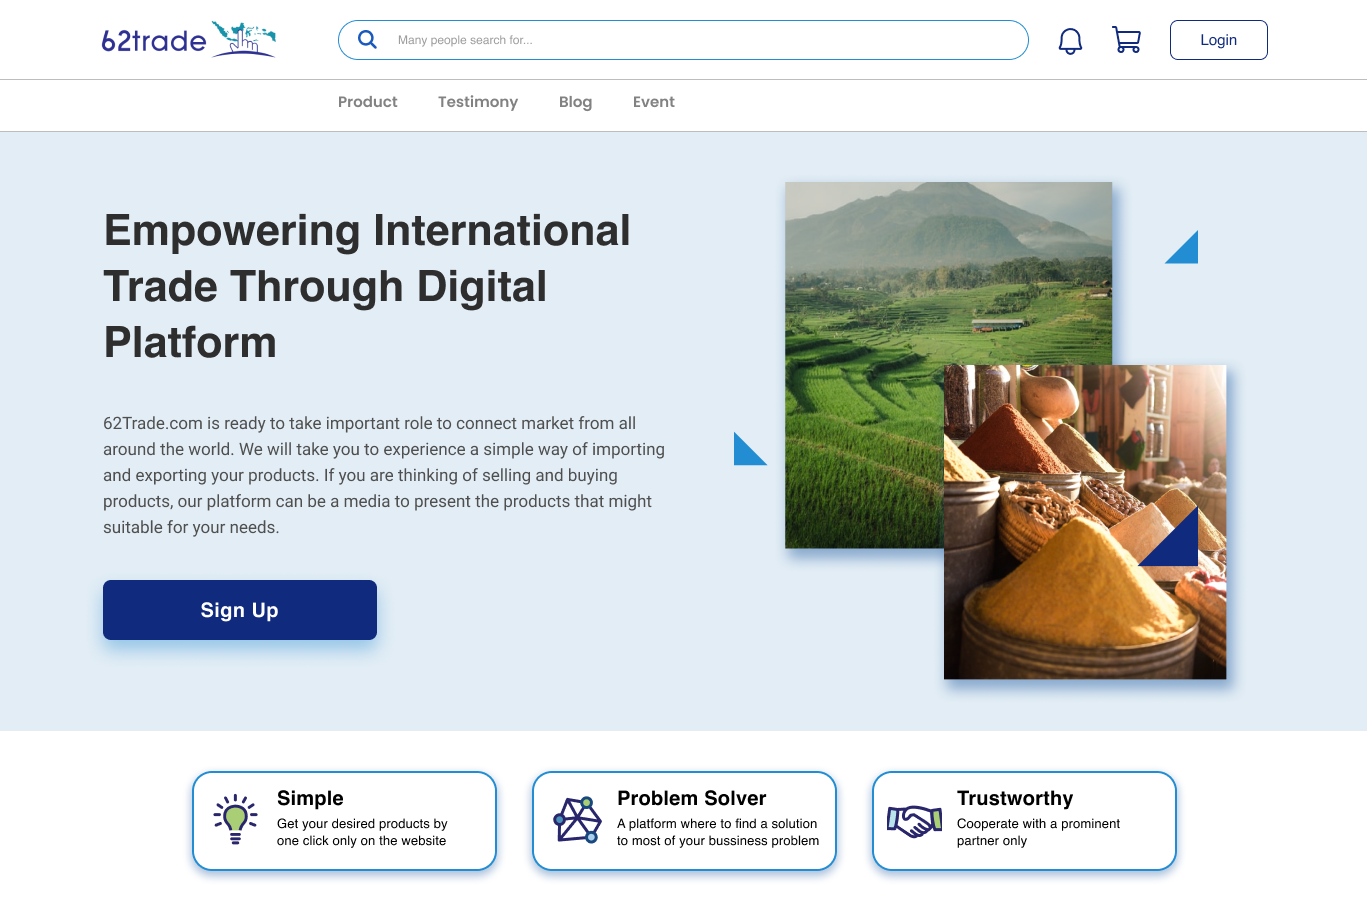 62trade
Many people search for...
Login
Product
Testimony
Blog
Event
Empowering International
Trade Through Digital
Platform
62Trade.com is ready to take important role to connect market from all
around the world. We will take you to experience a simple way of importing
and exporting your products. If you are thinking of selling and buying
products, our platform can be a media to present the products that might
suitable for your needs.
Sign Up
Simple
Get your desired products by
one click only on the website
Problem Solver
A platform where to find a solution
to most of your bussiness problem
Trustworthy
Cooperate with a prominent
partner only